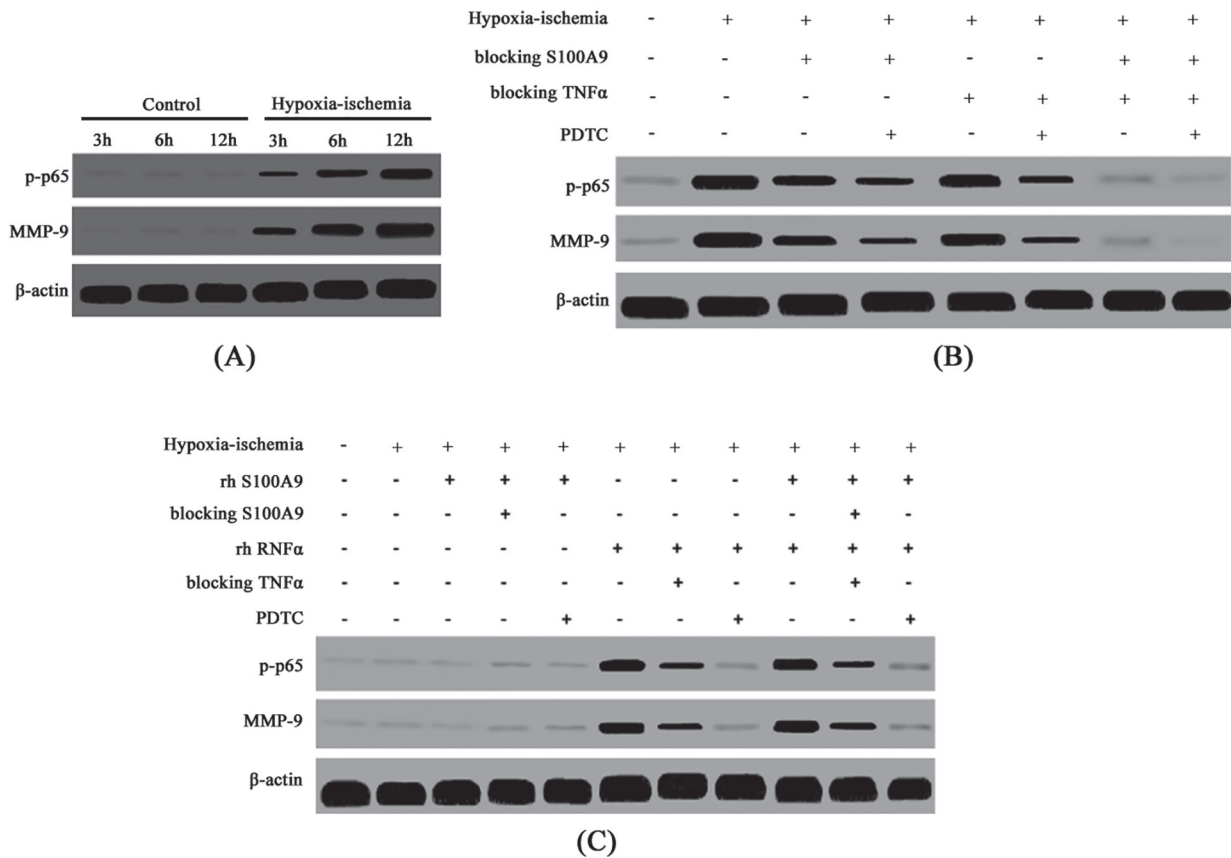 Control Hypoxia-ischemia
3h 6h 12h 3h 6h 12h
p-p65
MMP-9
β-actin
(A)
Hypoxia-ischemia - + + + + + + +
blocking S100A9 - - + + - - + +
blocking TNFα - - - - + + + +
PDTC - - - + - + - +
p-p65
MMP-9
β-actin
(B)
Hypoxia-ischemia - + + + + + + + + + +
rh S100A9 - - + + + - - - + + +
blocking S100A9 - - - + - - - - - + -
rh RNFα - - - - - + + + + + +
blocking TNFα - - - - - - + - - + -
PDTC - - - - + - - + - - +
p-p65
MMP-9
β-actin
(C)